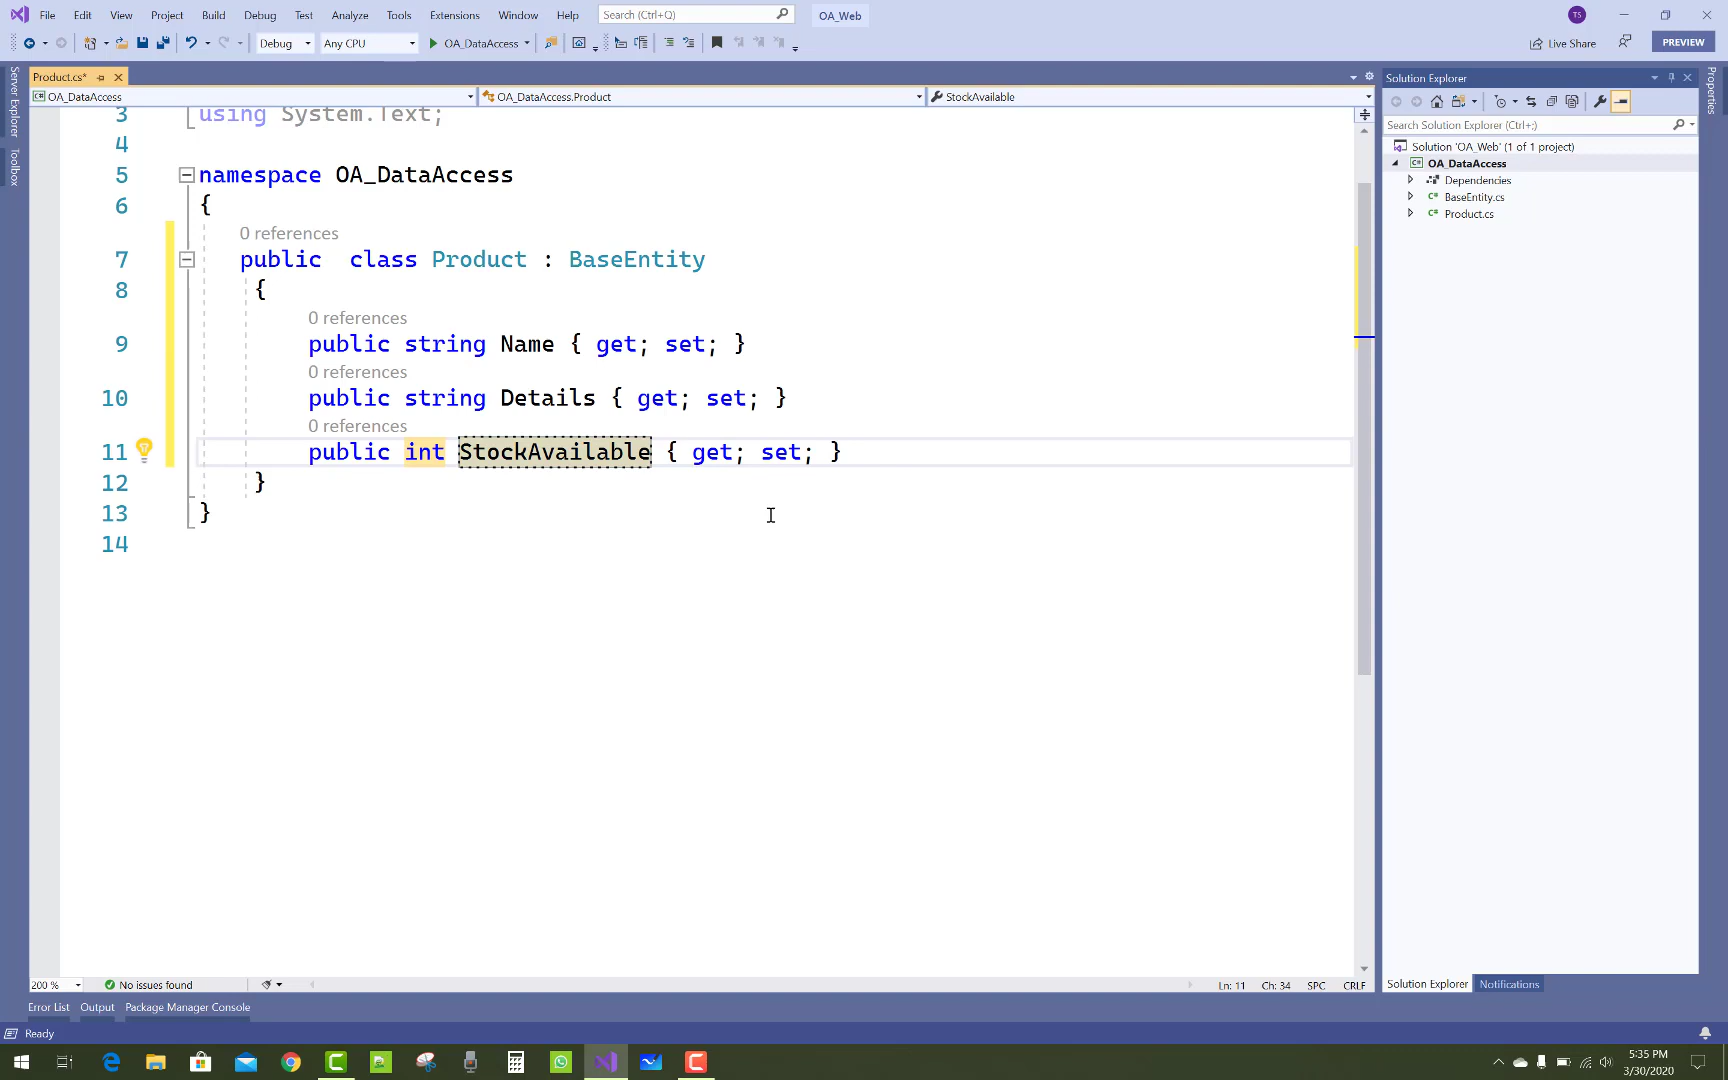 File Edit View Project Build Debug Test Analyze Tools Extensions Window Help Search (Ctrl+Q) OA_Web TS
Debug Any CPU OA_DataAccess Live Share PREVIEW
Server Explorer
Toolbox
Product.cs*
OA_DataAccess OA_DataAccess.Product StockAvailable
3 using System.Text;
4
5 namespace OA_DataAccess
6 {
0 references
7 public class Product : BaseEntity
8 {
0 references
9 public string Name { get; set; }
0 references
10 public string Details { get; set; }
0 references
11 public int StockAvailable { get; set; }
12 }
13 }
14
200 % No issues found Ln: 11 Ch: 34 SPC CRLF
Solution Explorer
Search Solution Explorer (Ctrl+;)
Solution 'OA_Web' (1 of 1 project)
OA_DataAccess
Dependencies
C# BaseEntity.cs
C# Product.cs
Solution Explorer Notifications
Properties
Error List Output Package Manager Console
Ready
5:35 PM
3/30/2020